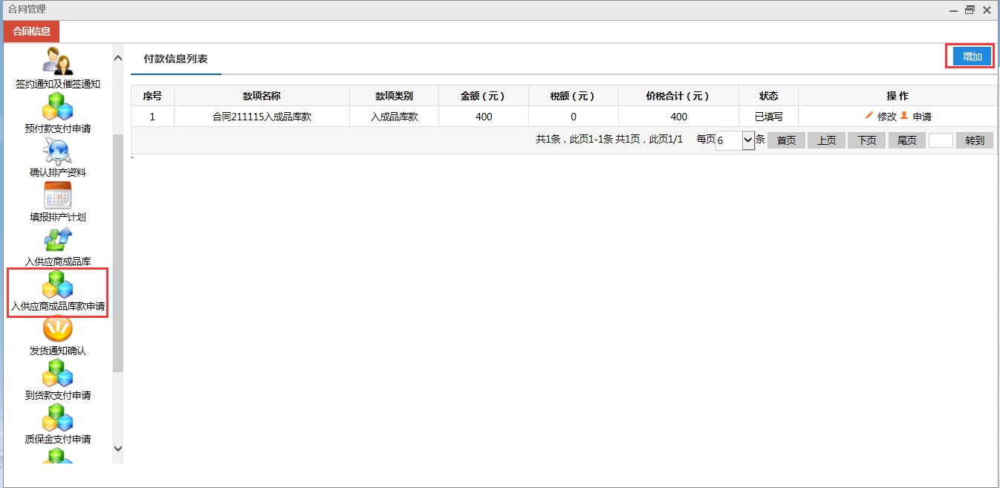 合同管理
合同信息
签约通知及催签通知
预付款支付申请
确认排产资料
填报排产计划
入供应商成品库
入供应商成品库款申请
发货通知确认
到货款支付申请
质保金支付申请
付款信息列表
增加
序号 款项名称 款项类别 金额（元） 税额（元） 价税合计（元） 状态 操 作
1 合同211115入成品库款 入成品库款 400 0 400 已填写 修改 申请
共1条，此页1-1条 共1页，此页1/1 每页 6 条 首页 上页 下页 尾页 转到